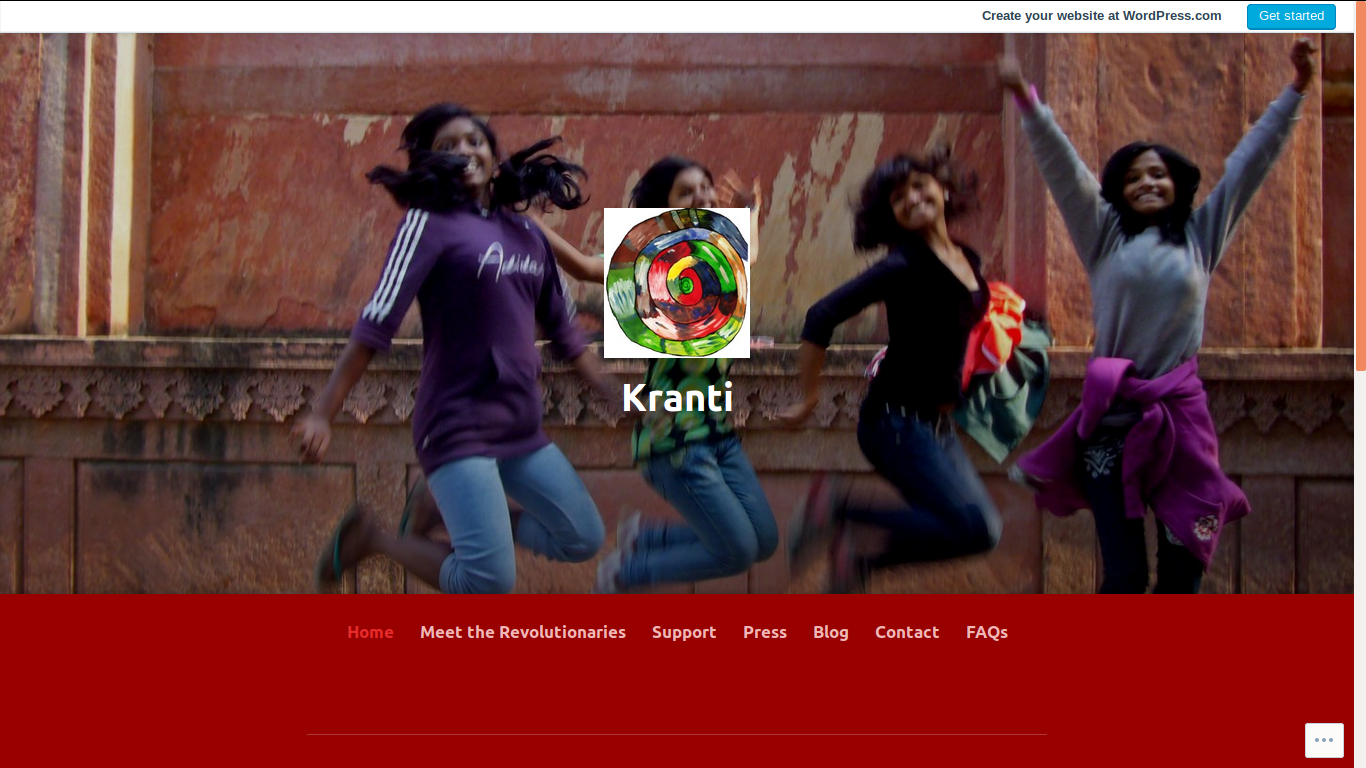 Create your website at WordPress.com
Get started
Adidas
Kranti
Home Meet the Revolutionaries Support Press Blog Contact FAQs